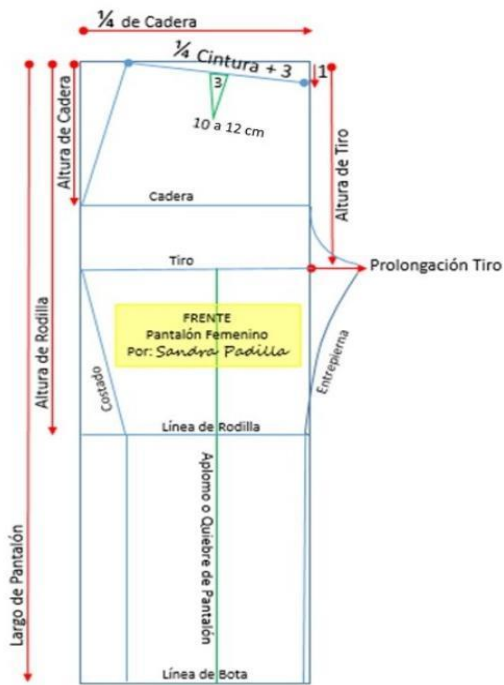 ¼ de Cadera
¼ Cintura + 3
1
3
10 a 12 cm
Altura de Cadera
Altura de Tiro
Cadera
Tiro
Prolongación Tiro
FRENTE
Pantalón Femenino
Por: Sandra Padilla
Altura de Rodilla
Costado
Entrepierna
Línea de Rodilla
Aplomo o Quiebre de Pantalón
Largo de Pantalón
Línea de Bota